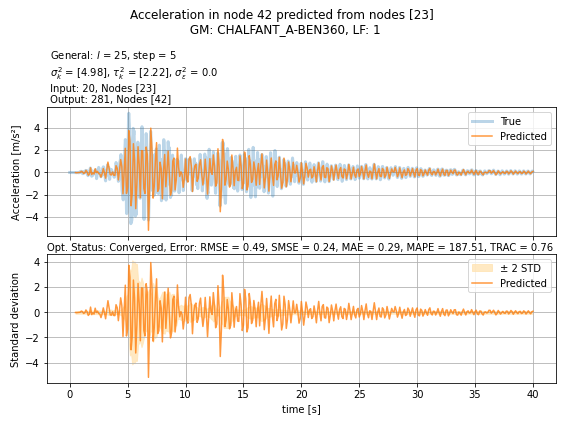 Acceleration in node 42 predicted from nodes [23]
GM: CHALFANT_A-BEN360, LF: 1
General: l = 25, step = 5
σ²ₖ = [4.98], τ²ₖ = [2.22], σ²ε = 0.0
Input: 20, Nodes [23]
Output: 281, Nodes [42]
True
Predicted
Acceleration [m/s²]
4
2
0
−2
−4
Opt. Status: Converged, Error: RMSE = 0.49, SMSE = 0.24, MAE = 0.29, MAPE = 187.51, TRAC = 0.76
± 2 STD
Predicted
Standard deviation
4
2
0
−2
−4
0 5 10 15 20 25 30 35 40
time [s]